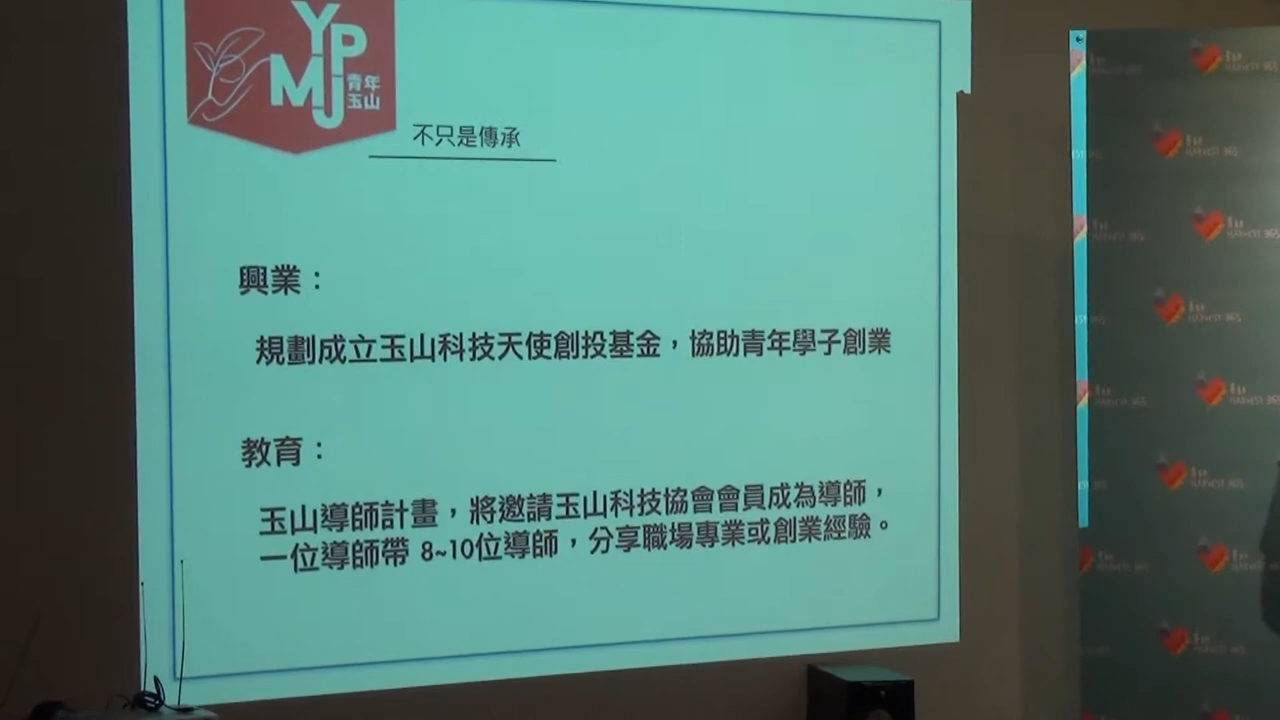 YP
MJ
青年
玉山
不只是傳承
興業：
規劃成立玉山科技天使創投基金，協助青年學子創業
教育：
玉山導師計畫，將邀請玉山科技協會會員成為導師，
一位導師帶 8~10位導師，分享職場專業或創業經驗。
HARVEST 365